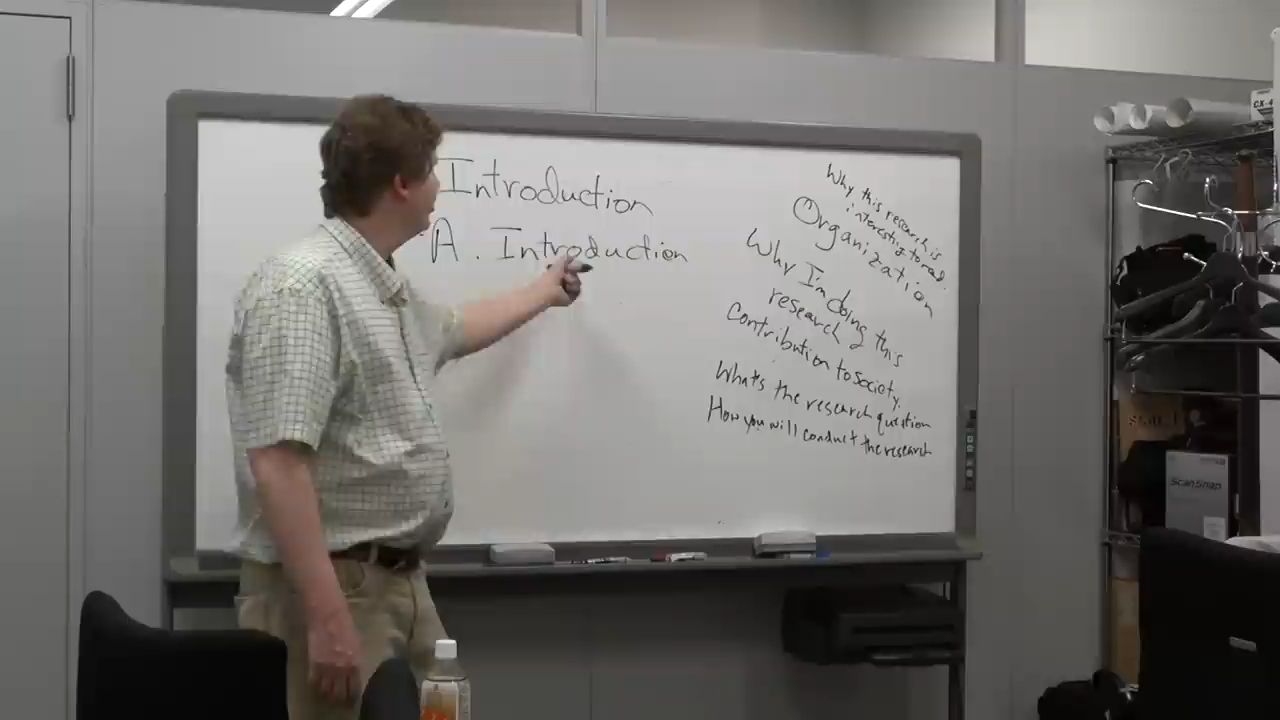 Introduction
A. Introduction
Why this research is
interesting to read.
Organization
Why I'm doing this
research
Contribution to society.
What's the research question
How you will conduct the research
ScanSnap